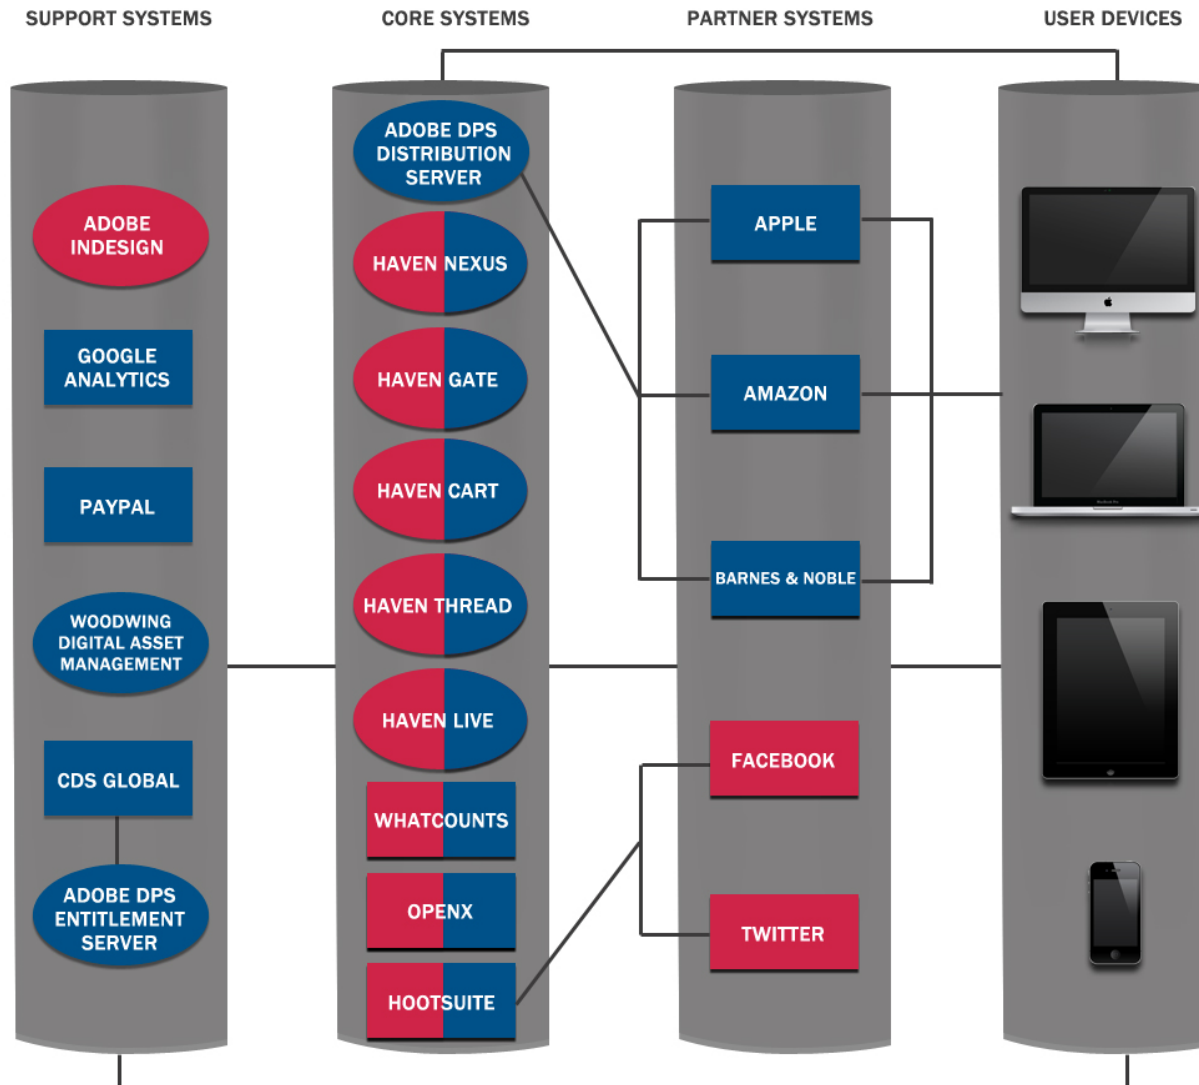 SUPPORT SYSTEMS
CORE SYSTEMS
PARTNER SYSTEMS
USER DEVICES
ADOBE
INDESIGN
GOOGLE
ANALYTICS
PAYPAL
WOODWING
DIGITAL ASSET
MANAGEMENT
CDS GLOBAL
ADOBE DPS
ENTITLEMENT
SERVER
ADOBE DPS
DISTRIBUTION
SERVER
HAVEN NEXUS
HAVEN GATE
HAVEN CART
HAVEN THREAD
HAVEN LIVE
WHATCOUNTS
OPENX
HOOTSUITE
APPLE
AMAZON
BARNES & NOBLE
FACEBOOK
TWITTER